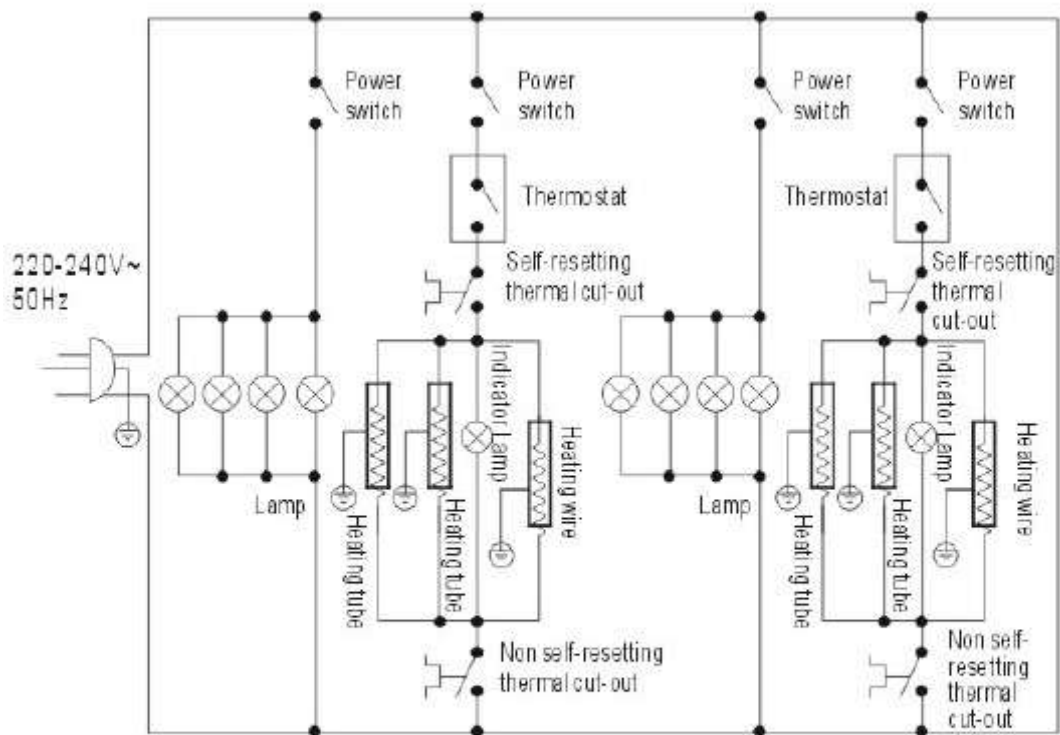 Power
switch
Power
switch
Power
switch
Power
switch
Thermostat
Thermostat
220-240V~
50Hz
Self-resetting
thermal cut-out
Self-resetting
thermal
cut-out
Indicator Lamp
Heating wire
Indicator Lamp
Heating wire
Lamp
Heating tube
Heating tube
Lamp
Heating tube
Heating tube
Non self-resetting
thermal cut-out
Non self-
resetting
thermal
cut-out